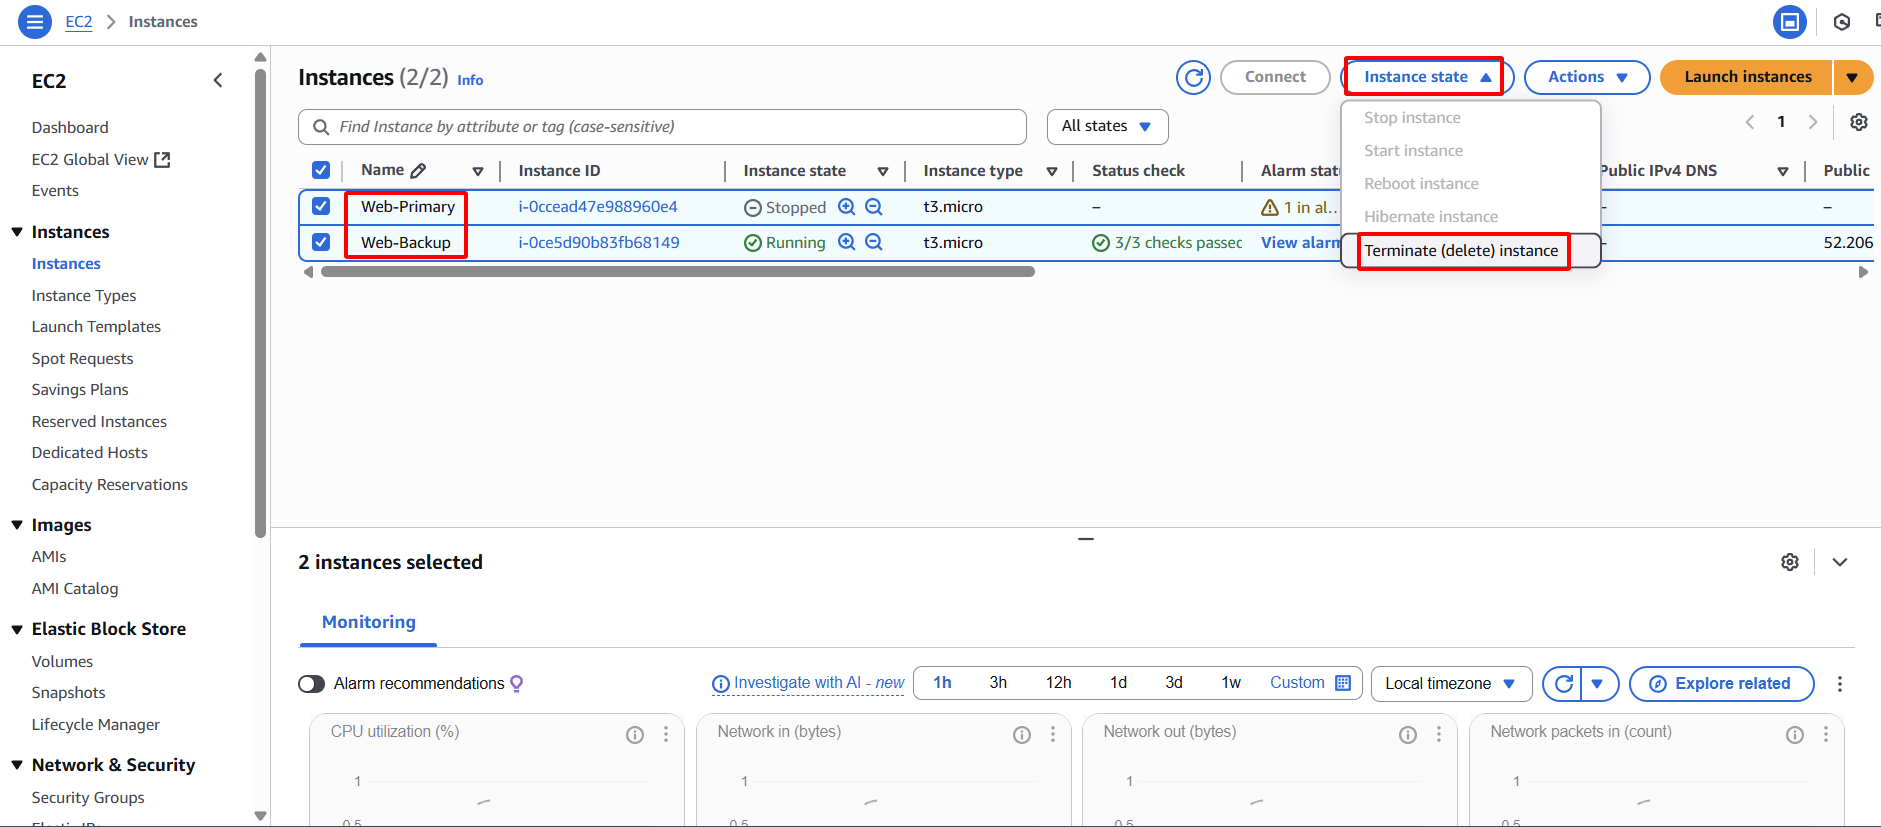 EC2 > Instances
EC2
Dashboard
EC2 Global View
Events
Instances
Instances
Instance Types
Launch Templates
Spot Requests
Savings Plans
Reserved Instances
Dedicated Hosts
Capacity Reservations
Images
AMIs
AMI Catalog
Elastic Block Store
Volumes
Snapshots
Lifecycle Manager
Network & Security
Security Groups
Instances (2/2) Info
Connect
Instance state
Actions
Launch instances
Find Instance by attribute or tag (case-sensitive)
All states
1
Stop instance
Start instance
Reboot instance
Hibernate instance
Terminate (delete) instance
Name Instance ID Instance state Instance type Status check Alarm stat Public IPv4 DNS Public
Web-Primary i-0ccead47e988960e4 Stopped t3.micro – 1 in al... - –
Web-Backup i-0ce5d90b83fb68149 Running t3.micro 3/3 checks passec View alarm - 52.206
2 instances selected
Monitoring
Alarm recommendations
Investigate with AI - new
1h 3h 12h 1d 3d 1w Custom
Local timezone
Explore related
CPU utilization (%)
1
0.5
Network in (bytes)
1
0.5
Network out (bytes)
1
0.5
Network packets in (count)
1
0.5